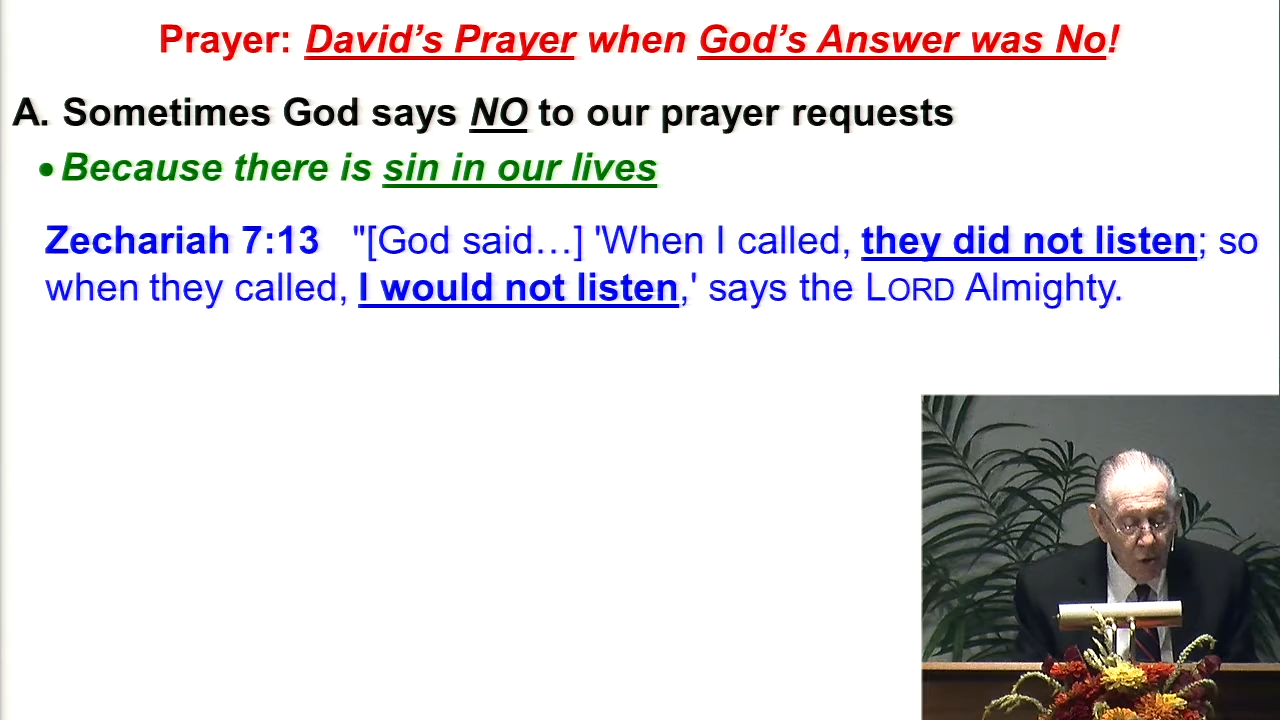 Prayer: David’s Prayer when God’s Answer was No!
A. Sometimes God says NO to our prayer requests
• Because there is sin in our lives
Zechariah 7:13 "[God said…] 'When I called, they did not listen; so
when they called, I would not listen,' says the LORD Almighty.